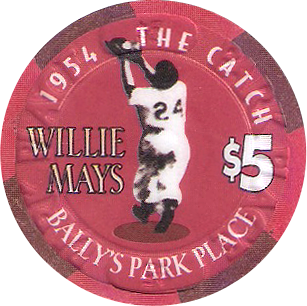 1954 THE CATCH
24
WILLIE
MAYS
$5
BALLY'S PARK PLACE